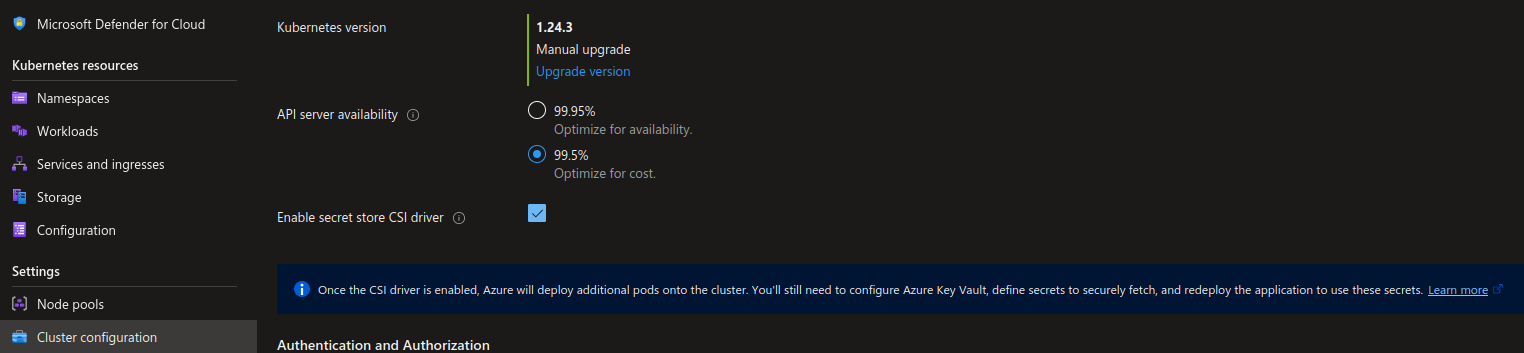 Microsoft Defender for Cloud
Kubernetes resources
Namespaces
Workloads
Services and ingresses
Storage
Configuration
Settings
Node pools
Cluster configuration
Kubernetes version
1.24.3
Manual upgrade
Upgrade version
API server availability
99.95%
Optimize for availability.
99.5%
Optimize for cost.
Enable secret store CSI driver
Once the CSI driver is enabled, Azure will deploy additional pods onto the cluster. You'll still need to configure Azure Key Vault, define secrets to securely fetch, and redeploy the application to use these secrets. Learn more
Authentication and Authorization